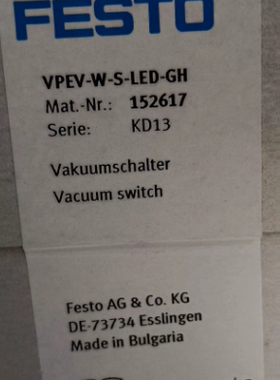 FESTO
VPEV-W-S-LED-GH
Mat.-Nr.: 152617
Serie: KD13
Vakuumschalter
Vacuum switch
Festo AG & Co. KG
DE-73734 Esslingen
Made in Bulgaria